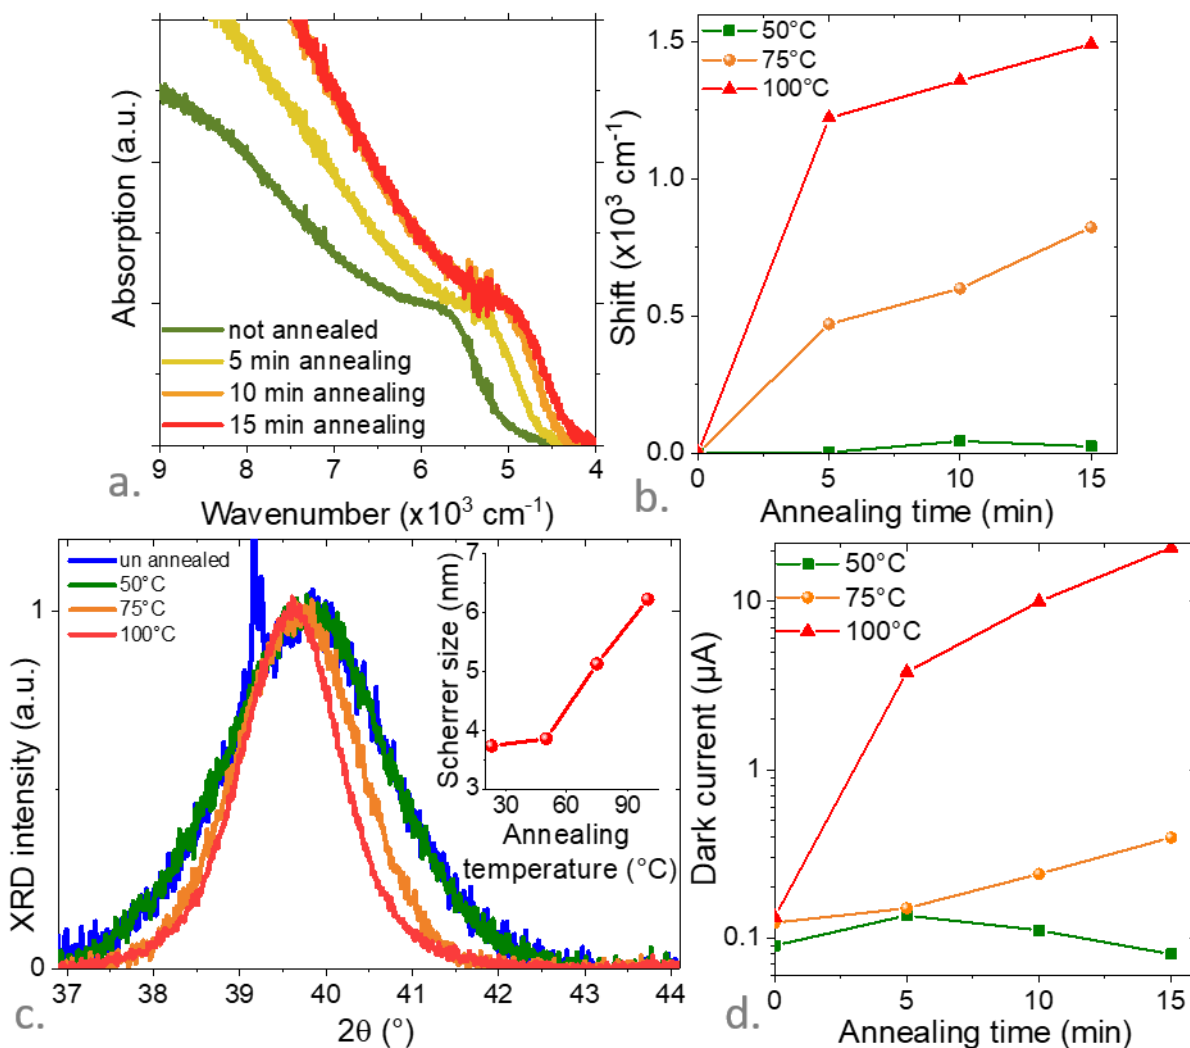 Absorption (a.u.)
not annealed
5 min annealing
10 min annealing
15 min annealing
9 8 7 6 5 4
Wavenumber (x10³ cm⁻¹)
a.
50°C
75°C
100°C
1.5
1.0
0.5
0.0
Shift (x10³ cm⁻¹)
0 5 10 15
Annealing time (min)
b.
un annealed
50°C
75°C
100°C
1
0
XRD intensity (a.u.)
37 38 39 40 41 42 43 44
2θ (°)
7
6
5
4
3
Scherrer size (nm)
30 60 90
Annealing
temperature (°C)
c.
50°C
75°C
100°C
10
1
0.1
Dark current (µA)
0 5 10 15
Annealing time (min)
d.